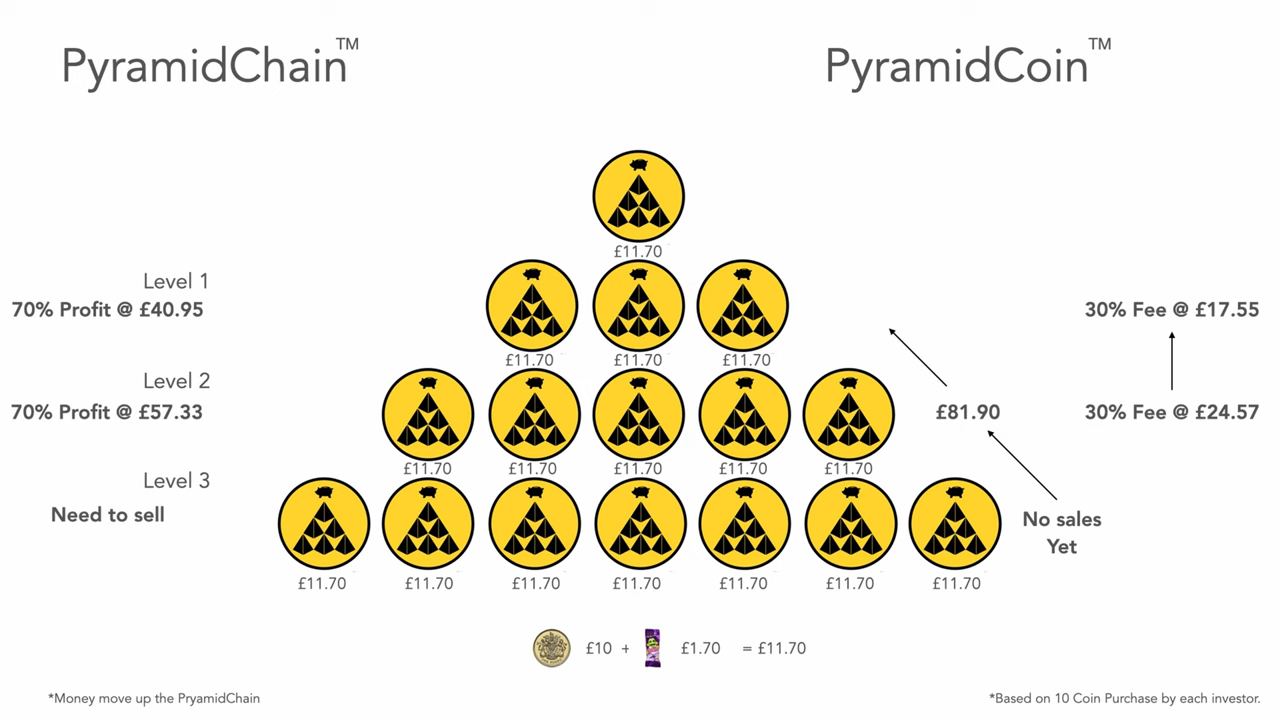 PyramidChain™
PyramidCoin™
£11.70
Level 1
70% Profit @ £40.95
30% Fee @ £17.55
£11.70 £11.70 £11.70
Level 2
70% Profit @ £57.33
£81.90
30% Fee @ £24.57
£11.70 £11.70 £11.70 £11.70 £11.70
Level 3
Need to sell
No sales
Yet
£11.70 £11.70 £11.70 £11.70 £11.70 £11.70 £11.70
£10 + £1.70 = £11.70
*Money move up the PryamidChain
*Based on 10 Coin Purchase by each investor.